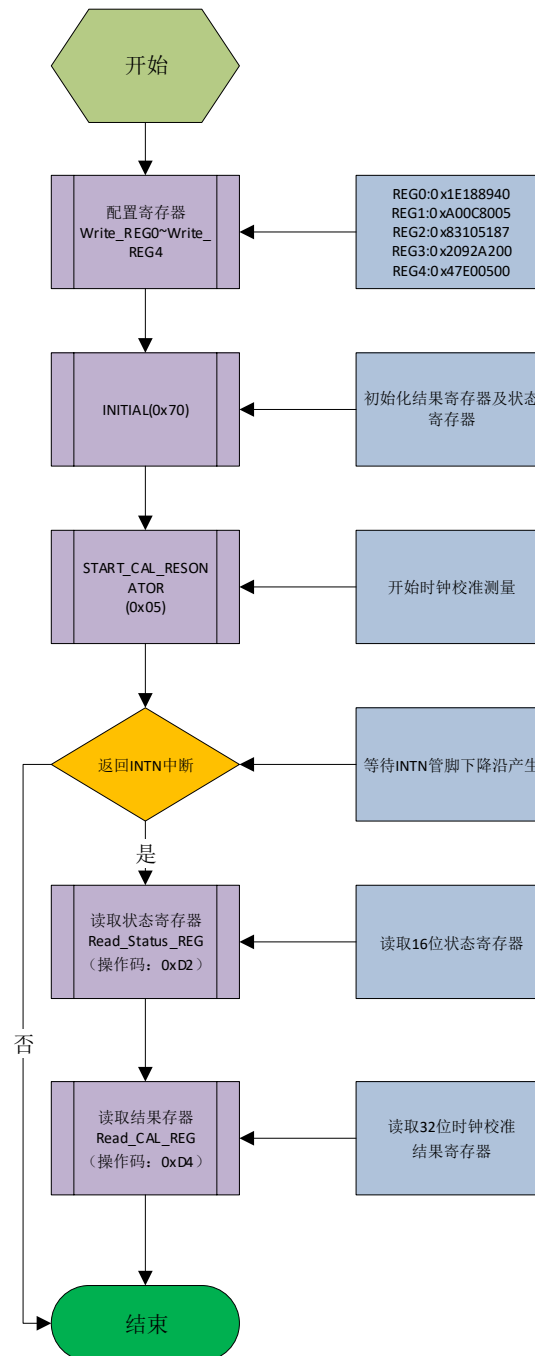 开始
配置寄存器
Write_REG0~Write_
REG4
REG0:0x1E188940
REG1:0xA00C8005
REG2:0x83105187
REG3:0x2092A200
REG4:0x47E00500
INITIAL(0x70)
初始化结果寄存器及状态
寄存器
START_CAL_RESON
ATOR
(0x05)
开始时钟校准测量
返回INTN中断
等待INTN管脚下降沿产生
是
读取状态寄存器
Read_Status_REG
（操作码：0xD2）
读取16位状态寄存器
否
读取结果存器
Read_CAL_REG
（操作码：0xD4）
读取32位时钟校准
结果寄存器
结束